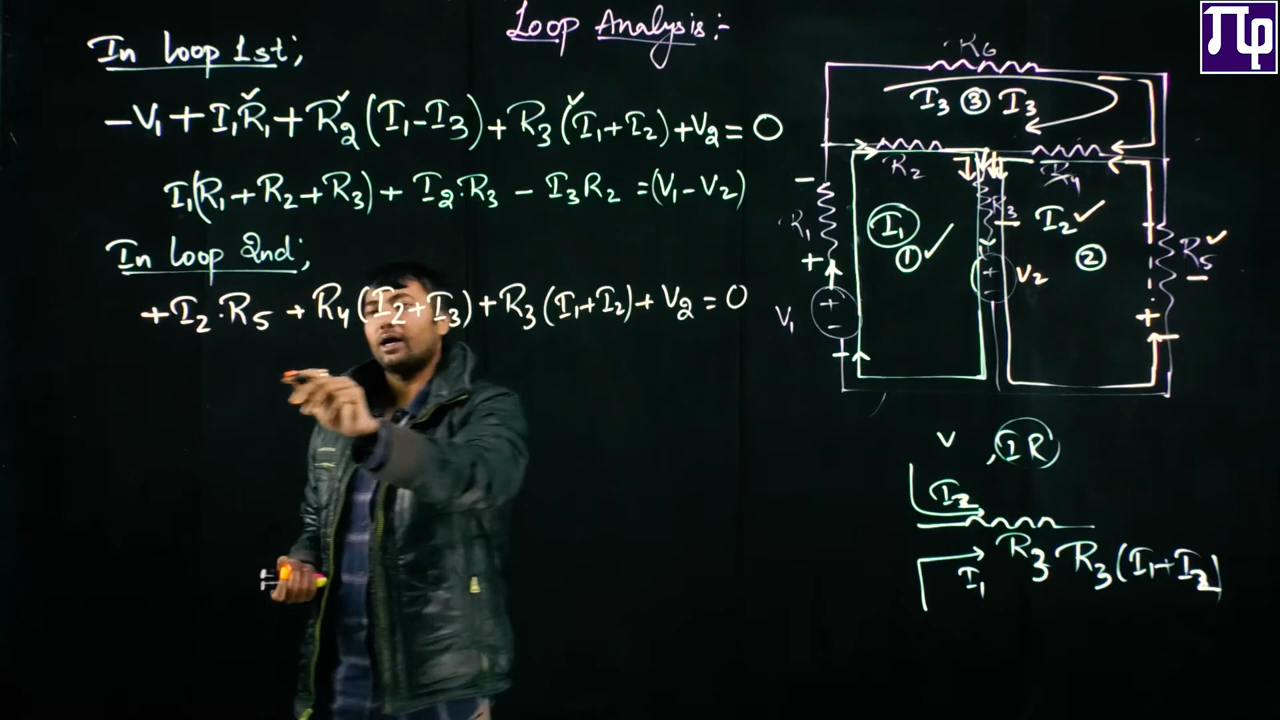 Loop Analysis:-
In loop 1st;
-V₁ + I₁R₁ + R₂(I₁-I₃) + R₃(I₁+I₂) + V₂ = 0
I₁(R₁+R₂+R₃) + I₂·R₃ - I₃R₂ = (V₁-V₂)
In loop 2nd;
+I₂·R₅ + R₄(I₂+I₃) + R₃(I₁+I₂) + V₂ = 0
πφ
R₆
I₃ ③ I₃
R₂
R₄
-
R₁
+
I₁
①
R₃
I₂
②
-
R₅
-
V₁
+
-
+
-
V₂
+
-
V , IR
I₂
R₃ R₃(I₁+I₂)
I₁